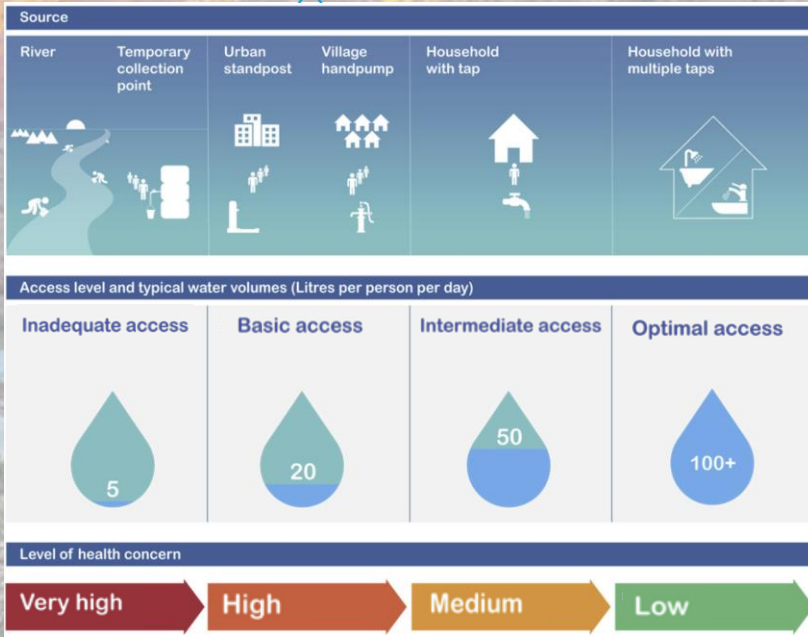 Source
River
Temporary
collection
point
Urban
standpost
Village
handpump
Household
with tap
Household with
multiple taps
Access level and typical water volumes (Litres per person per day)
Inadequate access
Basic access
Intermediate access
Optimal access
5
20
50
100+
Level of health concern
Very high
High
Medium
Low